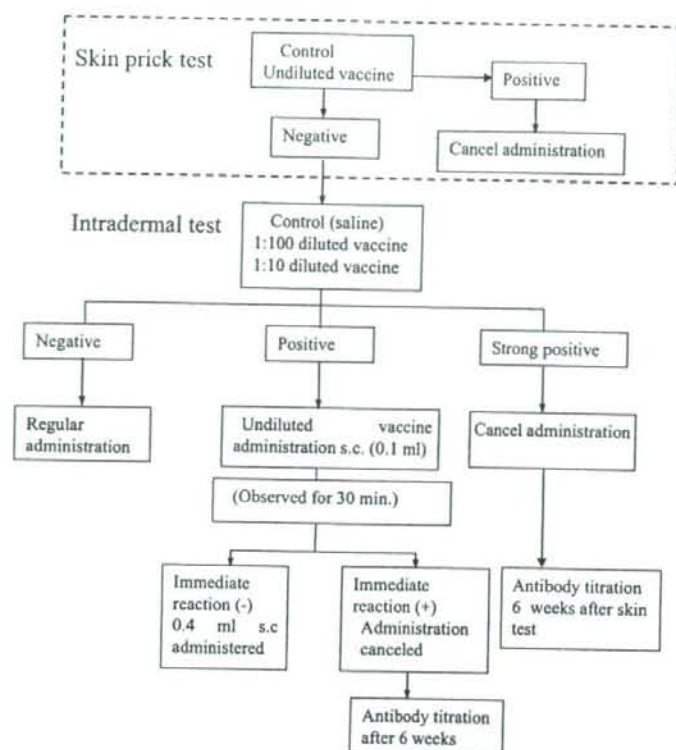 Skin prick test
Control
Undiluted vaccine
Positive
Negative
Cancel administration
Intradermal test
Control (saline)
1:100 diluted vaccine
1:10 diluted vaccine
Negative
Positive
Strong positive
Regular
administration
Undiluted vaccine
administration s.c. (0.1 ml)
Cancel administration
(Observed for 30 min.)
Immediate
reaction (-)
0.4 ml s.c
administered
Immediate
reaction (+)
Administration
canceled
Antibody titration
6 weeks after skin
test
Antibody titration
after 6 weeks